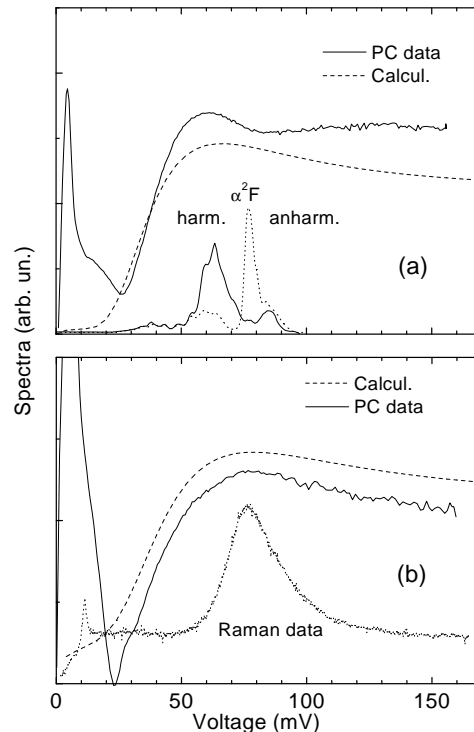 PC data
Calcul.
α²F
harm. anharm.
(a)
Spectra (arb. un.)
Calcul.
PC data
(b)
Raman data
0 50 100 150
Voltage (mV)